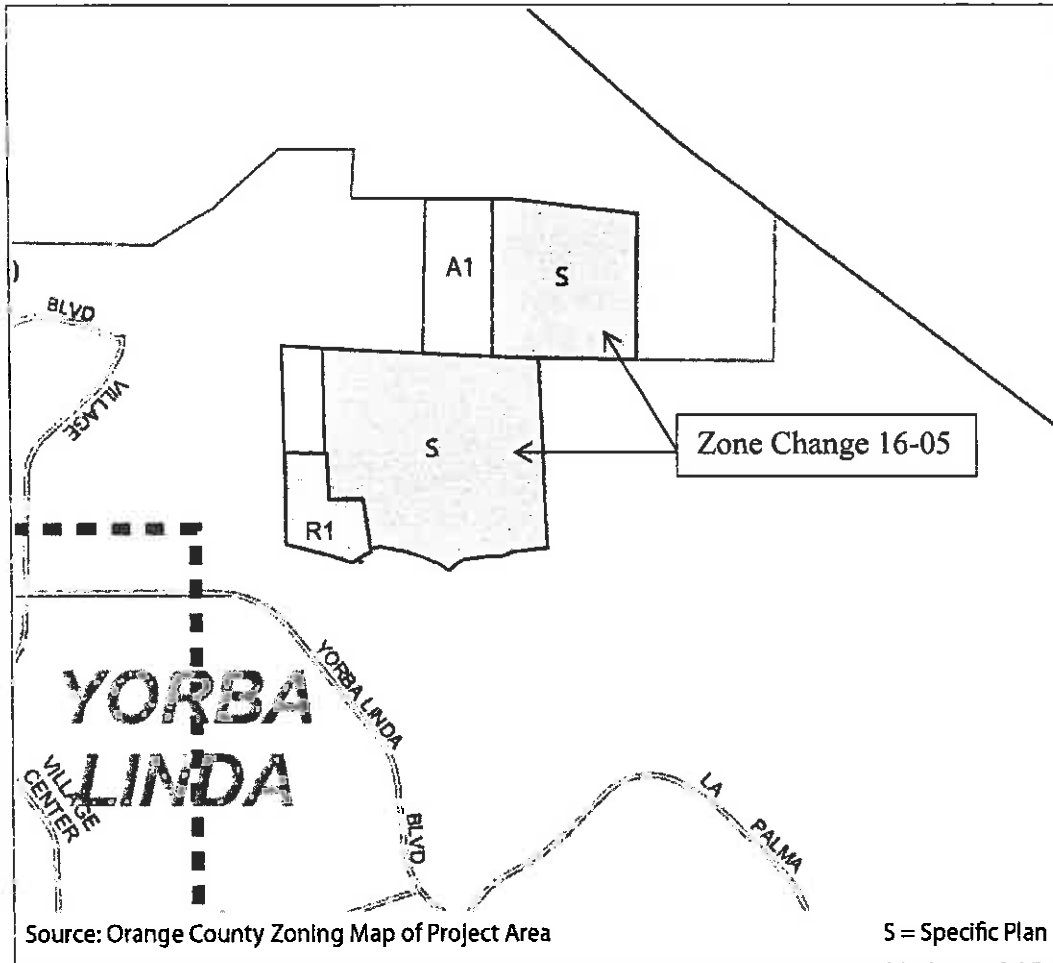 A1
S
)
BLVD
VILLAGE
Zone Change 16-05
S
R1
YORBA LINDA
YORBA
LINDA
VILLAGE
CENTER
BLVD
LA
PALMA
Source: Orange County Zoning Map of Project Area
S = Specific Plan